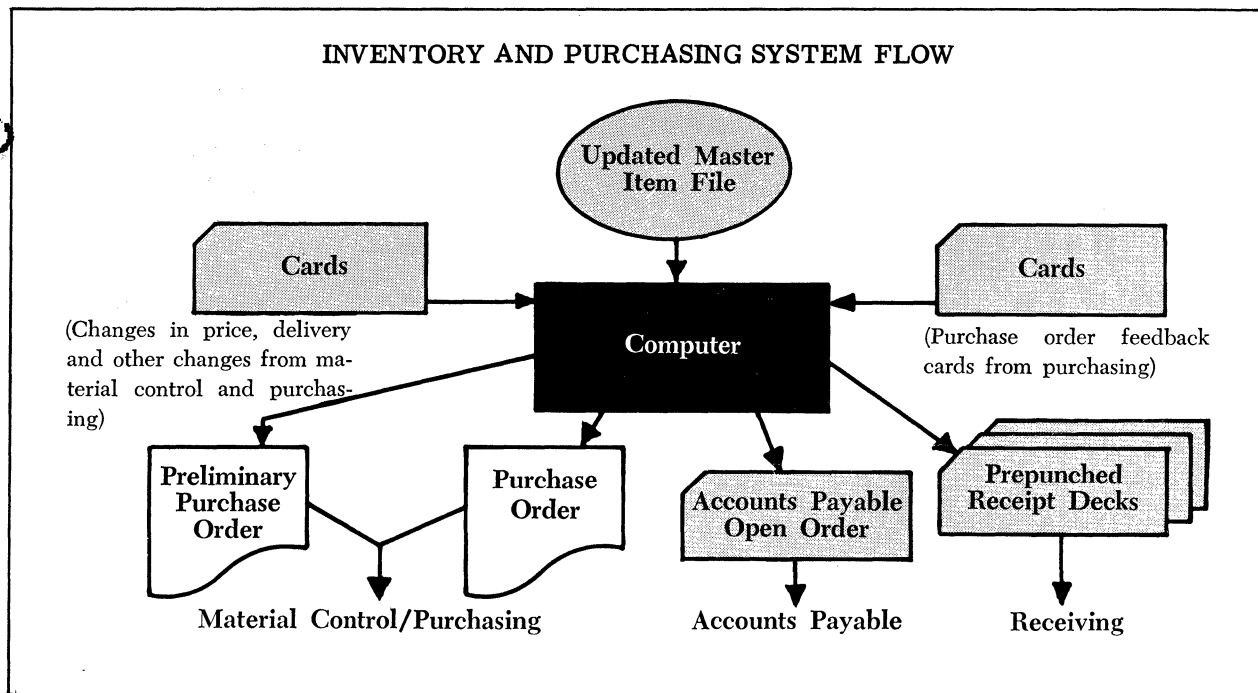 INVENTORY AND PURCHASING SYSTEM FLOW
Updated Master
Item File
Cards
(Changes in price, delivery
and other changes from ma-
terial control and purchas-
ing)
Cards
(Purchase order feedback
cards from purchasing)
Computer
Preliminary
Purchase
Order
Purchase
Order
Accounts Payable
Open Order
Prepunched
Receipt Decks
Material Control/Purchasing
Accounts Payable
Receiving